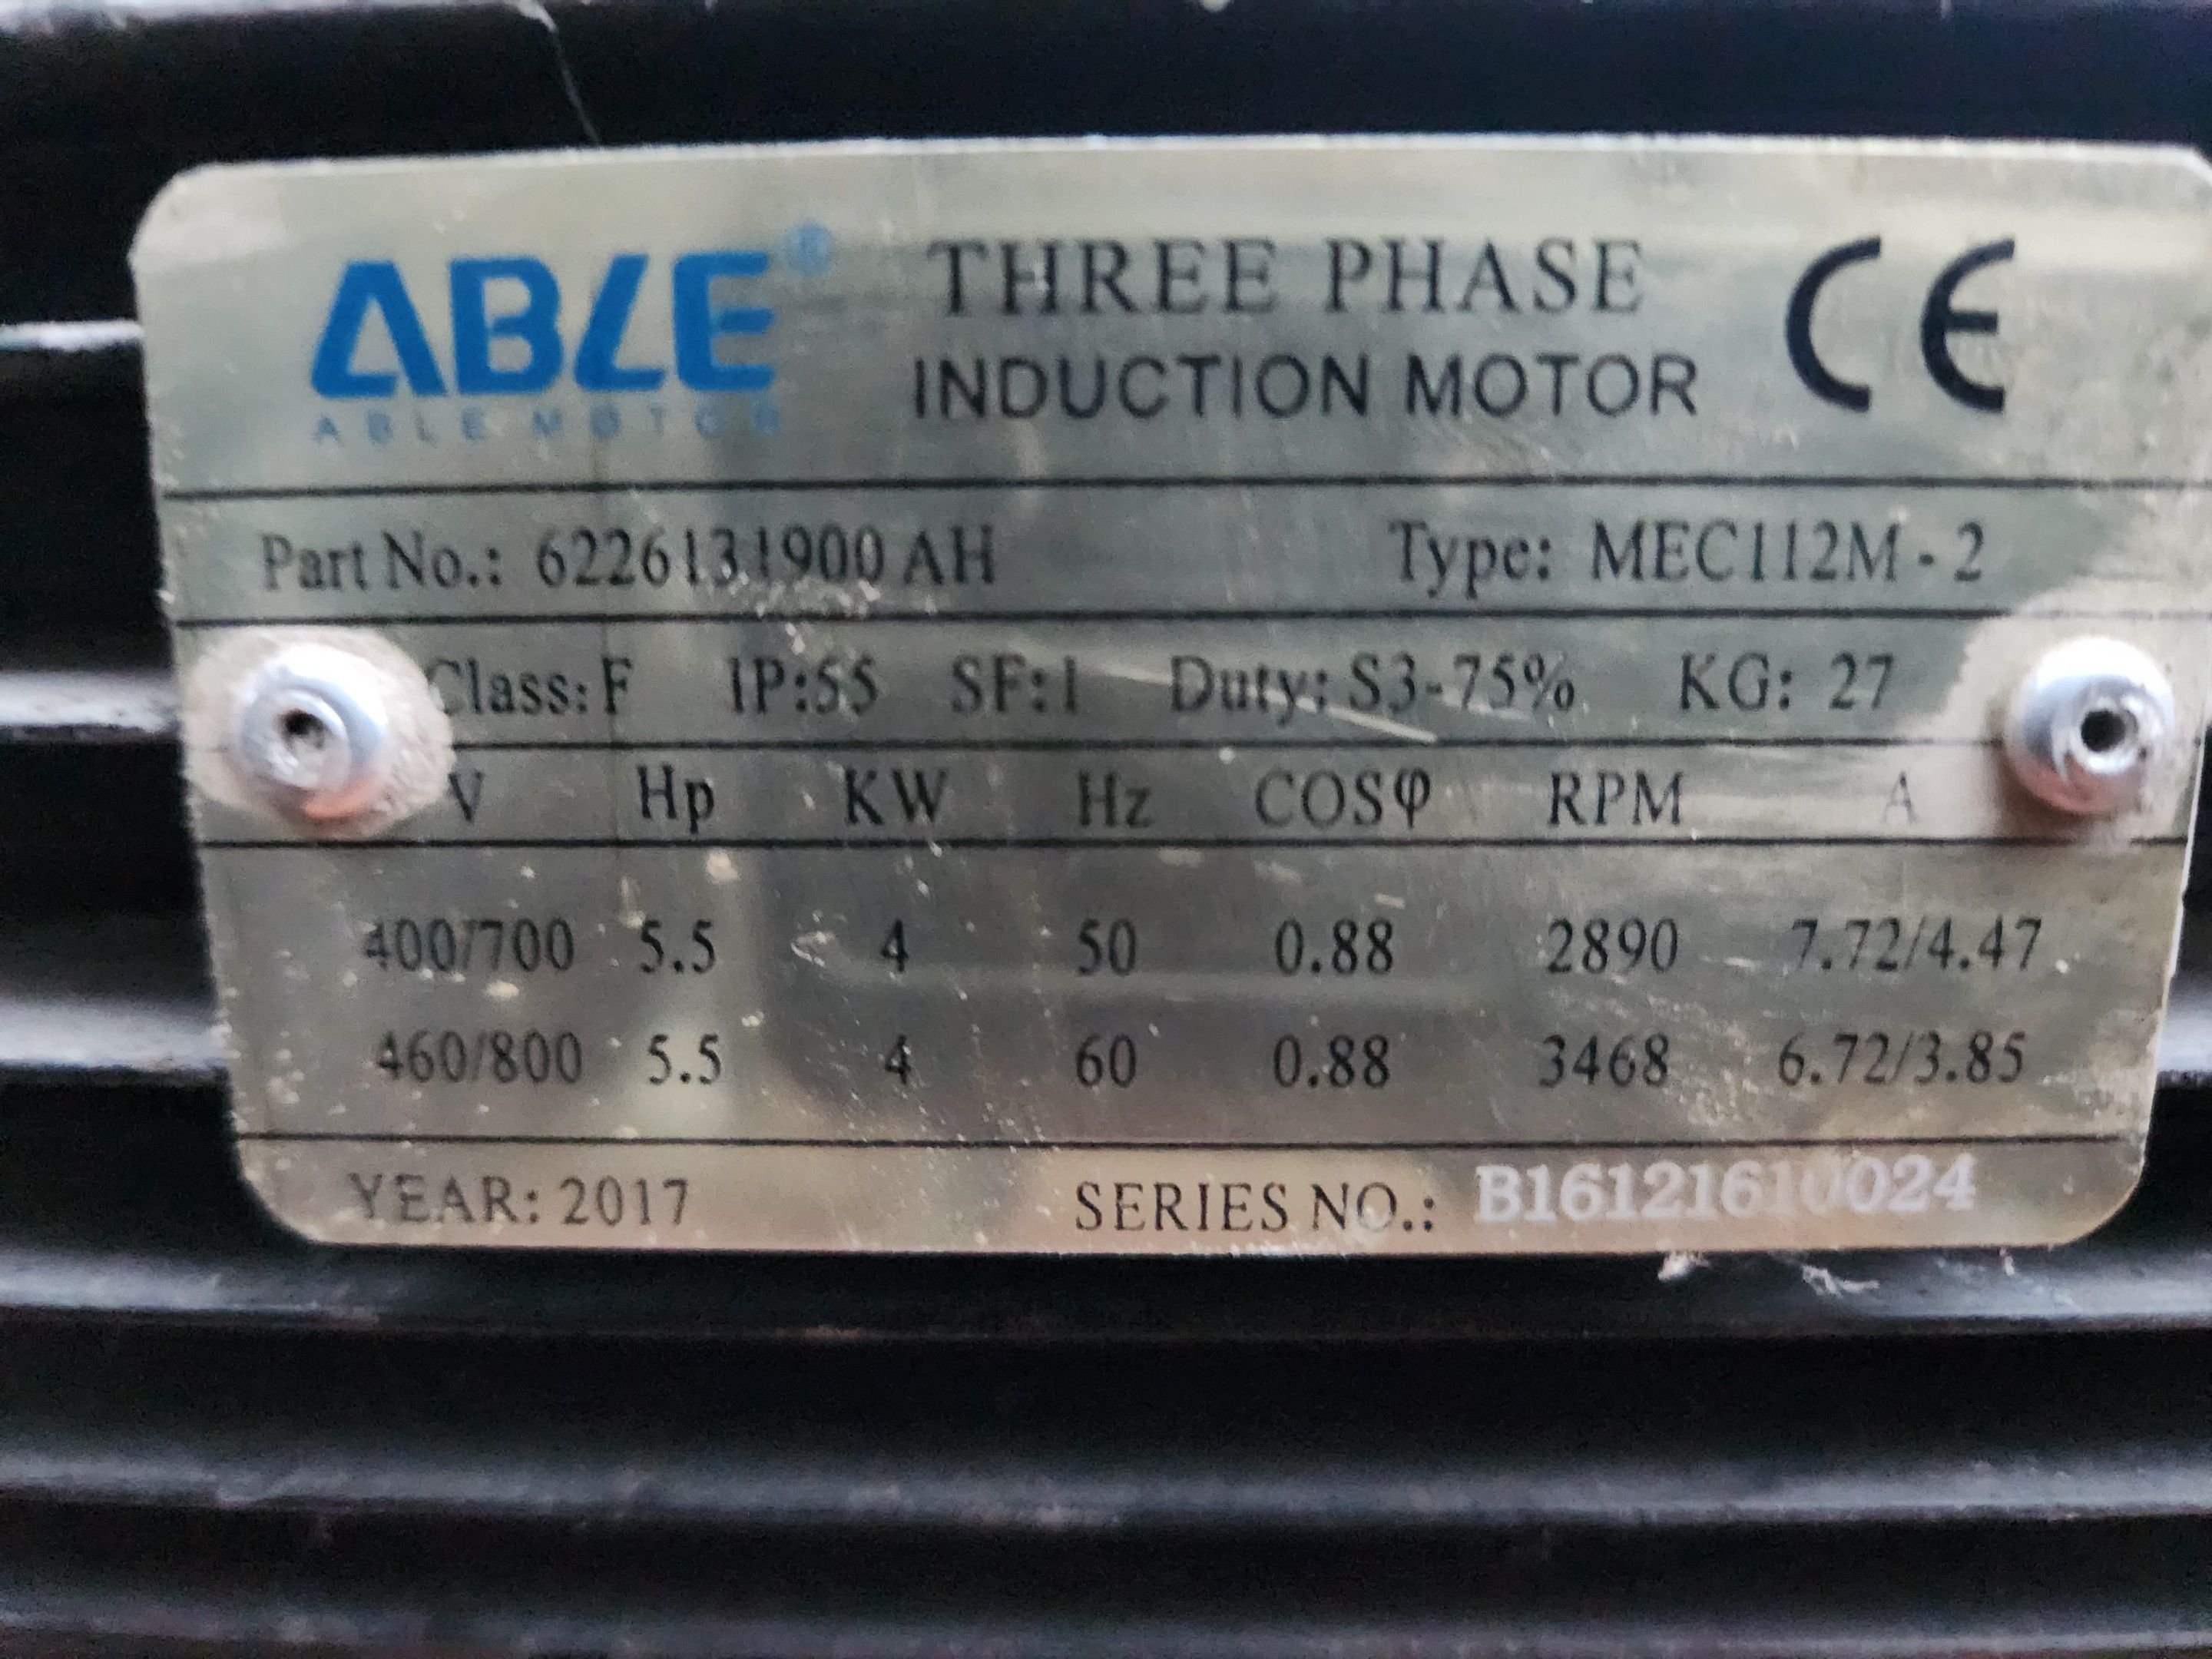 ABLE® THREE PHASE CE
ABLE MOTOR INDUCTION MOTOR
Part No.: 6226131900 AH Type: MEC112M - 2
Class: F IP:55 SF:1 Duty: S3-75% KG: 27
V Hp KW Hz COSφ RPM A
400/700 5.5 4 50 0.88 2890 7.72/4.47
460/800 5.5 4 60 0.88 3468 6.72/3.85
YEAR: 2017 SERIES NO.: B16121610024